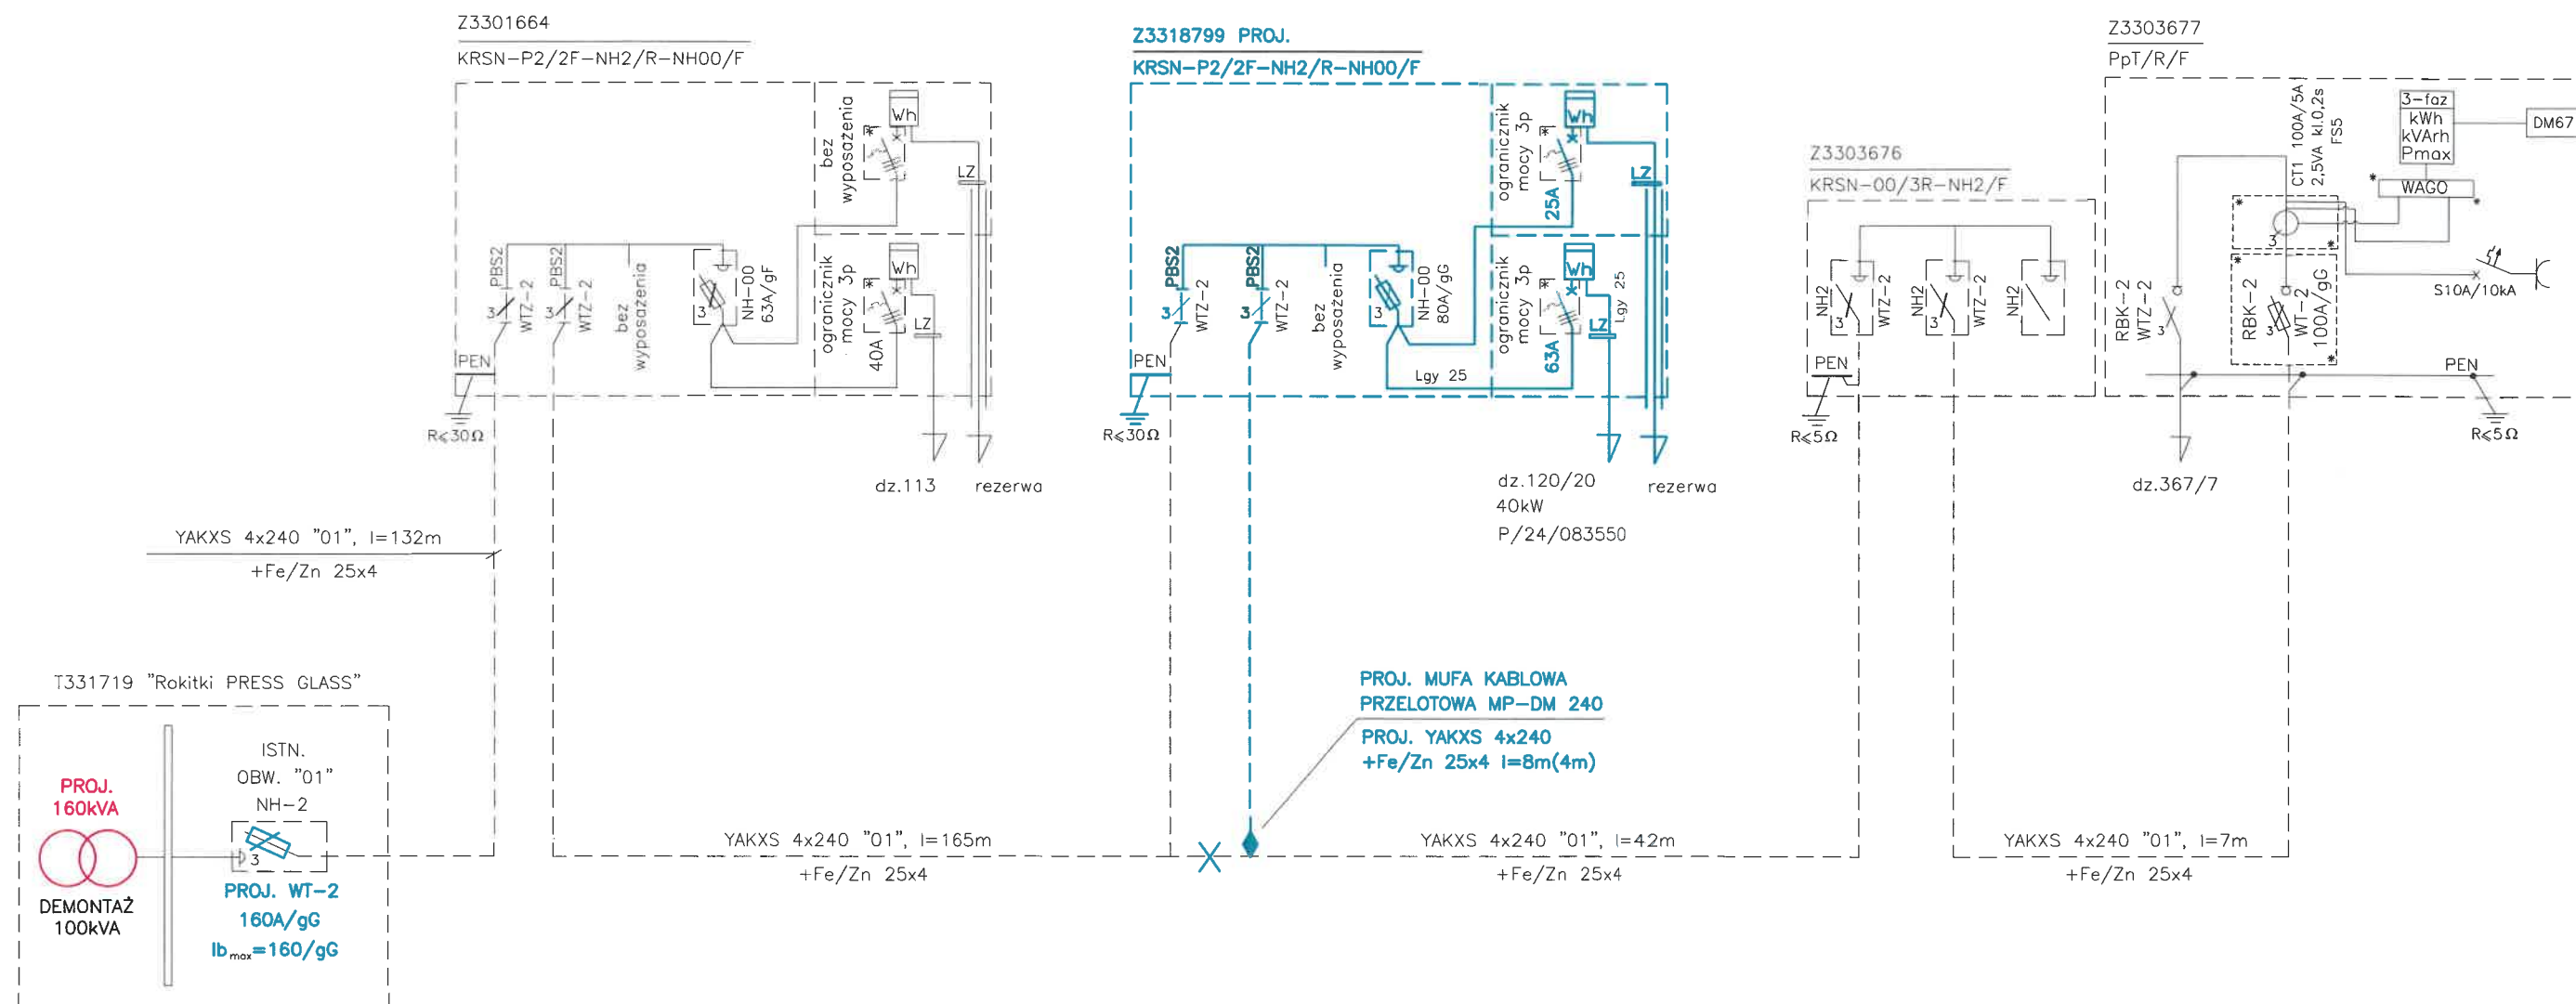 Z3301664
KRSN-P2/2F-NH2/R-NH00/F
bez
wyposażenia
*
Wh
LZ
PBS2
WTZ-2
3
PBS2
WTZ-2
3
bez
wyposażenia
3
NH-00
63A/gF
ogranicznik
mocy 3p
40A
*
Wh
LZ
PEN
R≤30Ω
dz.113
rezerwa
YAKXS 4x240 "01", l=132m
+Fe/Zn 25x4
T331719 "Rokitki PRESS GLASS"
PROJ.
160kVA
DEMONTAŻ
100kVA
ISTN.
OBW. "01"
NH-2
3
PROJ. WT-2
160A/gG
Ib max=160/gG
YAKXS 4x240 "01", l=165m
+Fe/Zn 25x4
Z3318799 PROJ.
KRSN-P2/2F-NH2/R-NH00/F
ogranicznik
mocy 3p
25A
*
Wh
LZ
PBS2
WTZ-2
3
PBS2
WTZ-2
3
bez
wyposażenia
3
NH-00
80A/gG
ogranicznik
mocy 3p
63A
*
Wh
LZ
Lgy 25
Lgy 25
PEN
R≤30Ω
dz.120/20
40kW
P/24/083550
rezerwa
PROJ. MUFA KABLOWA
PRZELOTOWA MP-DM 240
PROJ. YAKXS 4x240
+Fe/Zn 25x4 l=8m(4m)
YAKXS 4x240 "01", l=42m
+Fe/Zn 25x4
Z3303676
KRSN-00/3R-NH2/F
NH2
3
WTZ-2
NH2
3
WTZ-2
NH2
PEN
R≤5Ω
YAKXS 4x240 "01", l=7m
+Fe/Zn 25x4
Z3303677
PpT/R/F
CT1 100A/5A
2,5VA kl.0,2s
FS5
3-faz
kWh
kVArh
Pmax
DM67
*
WAGO
*
*
3
*
S10A/10kA
RBK-2
WTZ-2
3
*
RBK-2
3
WT-2
100A/gG
*
PEN
R≤5Ω
dz.367/7